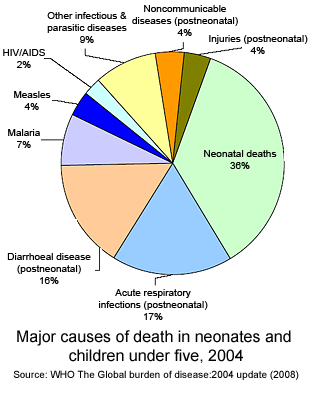 Noncommunicable
diseases (postneonatal)
4%
Other infectious &
parasitic diseases
9%
Injuries (postneonatal)
4%
HIV/AIDS
2%
Measles
4%
Malaria
7%
Neonatal deaths
36%
Diarrhoeal disease
(postneonatal)
16%
Acute respiratory
infections (postneonatal)
17%
Major causes of death in neonates and
children under five, 2004
Source: WHO The Global burden of disease:2004 update (2008)